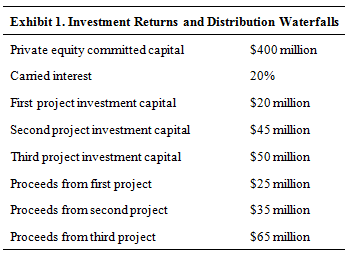 Exhibit 1. Investment Returns and Distribution Waterfalls
Private equity committed capital $400 million
Carried interest 20%
First project investment capital $20 million
Second project investment capital $45 million
Third project investment capital $50 million
Proceeds from first project $25 million
Proceeds from second project $35 million
Proceeds from third project $65 million